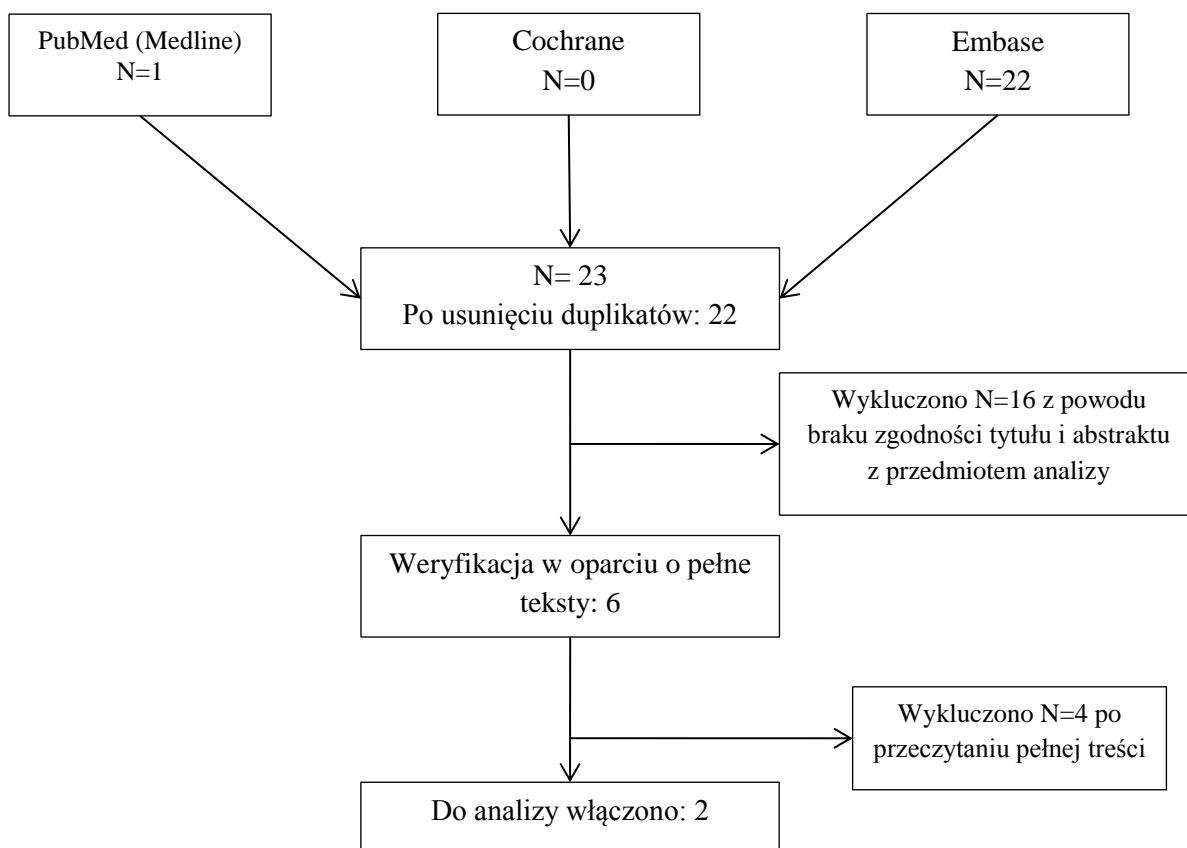 PubMed (Medline)
N=1
Cochrane
N=0
Embase
N=22
N= 23
Po usunięciu duplikatów: 22
Wykluczono N=16 z powodu
braku zgodności tytułu i abstraktu
z przedmiotem analizy
Weryfikacja w oparciu o pełne
teksty: 6
Wykluczono N=4 po
przeczytaniu pełnej treści
Do analizy włączono: 2